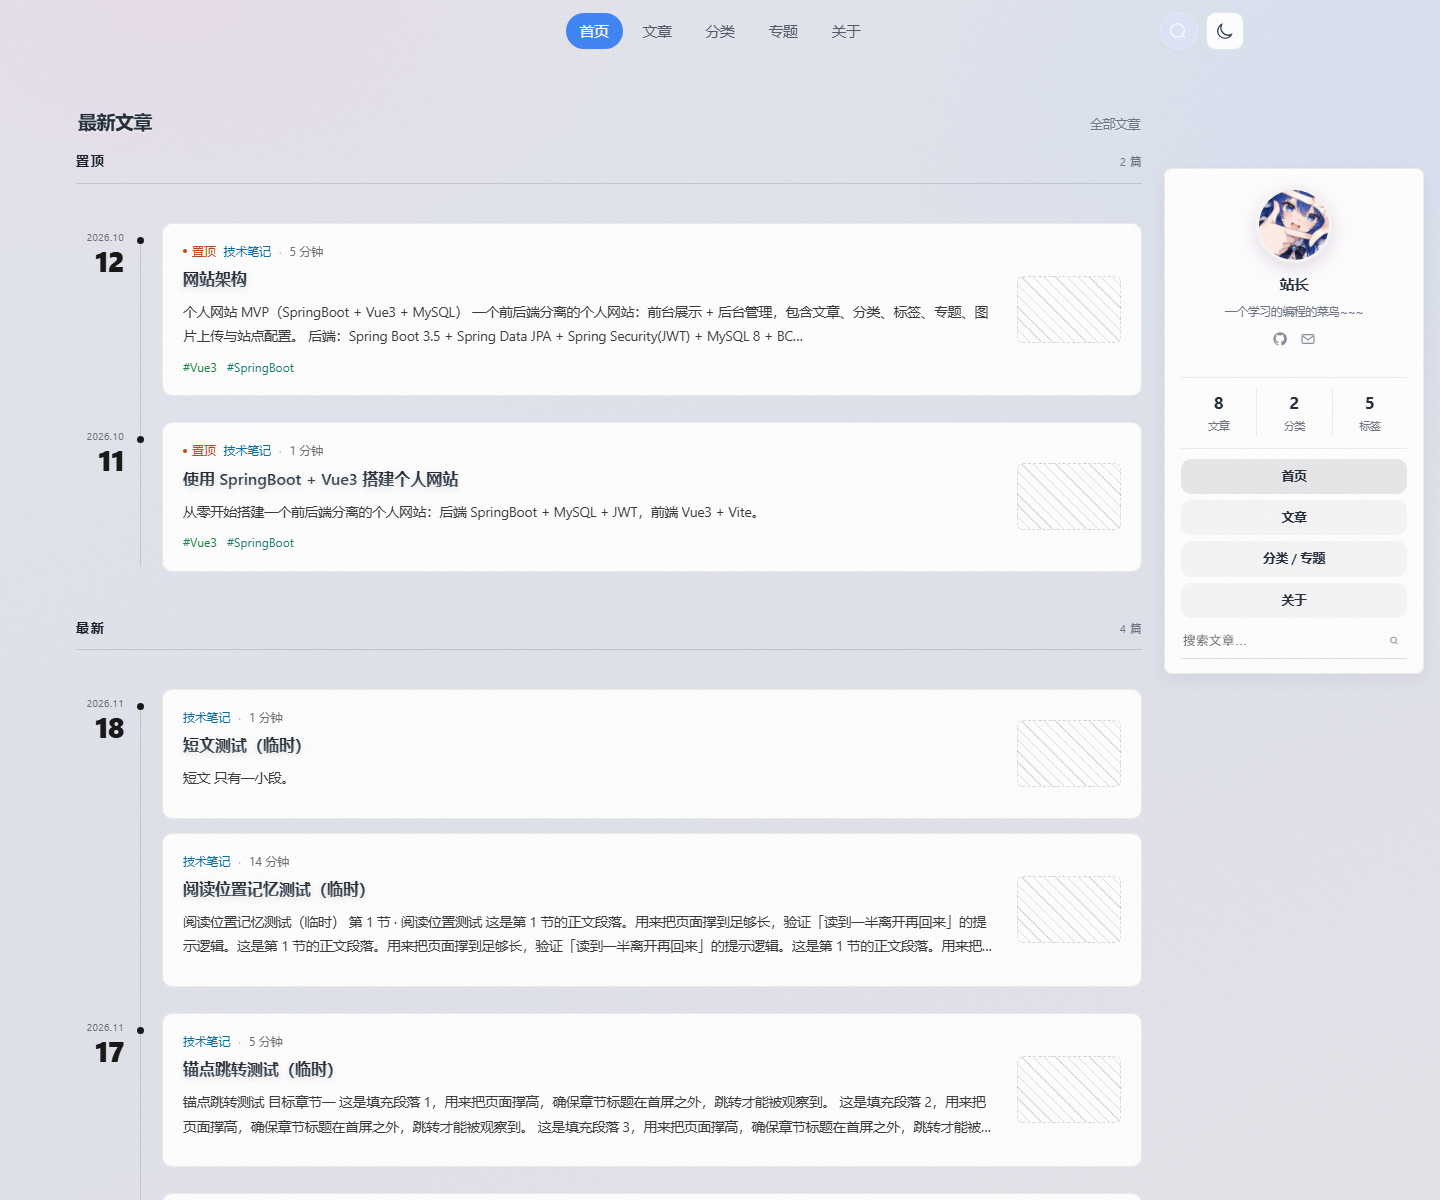 首页 文章 分类 专题 关于
最新文章 全部文章
置顶 2 篇
2026.10
12
置顶 技术笔记 · 5 分钟
网站架构
个人网站 MVP（SpringBoot + Vue3 + MySQL） 一个前后端分离的个人网站：前台展示 + 后台管理，包含文章、分类、标签、专题、图
片上传与站点配置。 后端：Spring Boot 3.5 + Spring Data JPA + Spring Security(JWT) + MySQL 8 + BC...
#Vue3 #SpringBoot
2026.10
11
置顶 技术笔记 · 1 分钟
使用 SpringBoot + Vue3 搭建个人网站
从零开始搭建一个前后端分离的个人网站：后端 SpringBoot + MySQL + JWT，前端 Vue3 + Vite。
#Vue3 #SpringBoot
最新 4 篇
2026.11
18
技术笔记 · 1 分钟
短文测试（临时）
短文 只有一小段。
技术笔记 · 14 分钟
阅读位置记忆测试（临时）
阅读位置记忆测试（临时） 第 1 节 · 阅读位置测试 这是第 1 节的正文段落。用来把页面撑到足够长，验证「读到一半离开再回来」的提
示逻辑。这是第 1 节的正文段落。用来把页面撑到足够长，验证「读到一半离开再回来」的提示逻辑。这是第 1 节的正文段落。用来把...
2026.11
17
技术笔记 · 5 分钟
锚点跳转测试（临时）
锚点跳转测试 目标章节一 这是填充段落 1，用来把页面撑高，确保章节标题在首屏之外，跳转才能被观察到。 这是填充段落 2，用来把
页面撑高，确保章节标题在首屏之外，跳转才能被观察到。 这是填充段落 3，用来把页面撑高，确保章节标题在首屏之外，跳转才能被...
站长
一个学习的编程的菜鸟~~~
8 2 5
文章 分类 标签
首页
文章
分类 / 专题
关于
搜索文章…